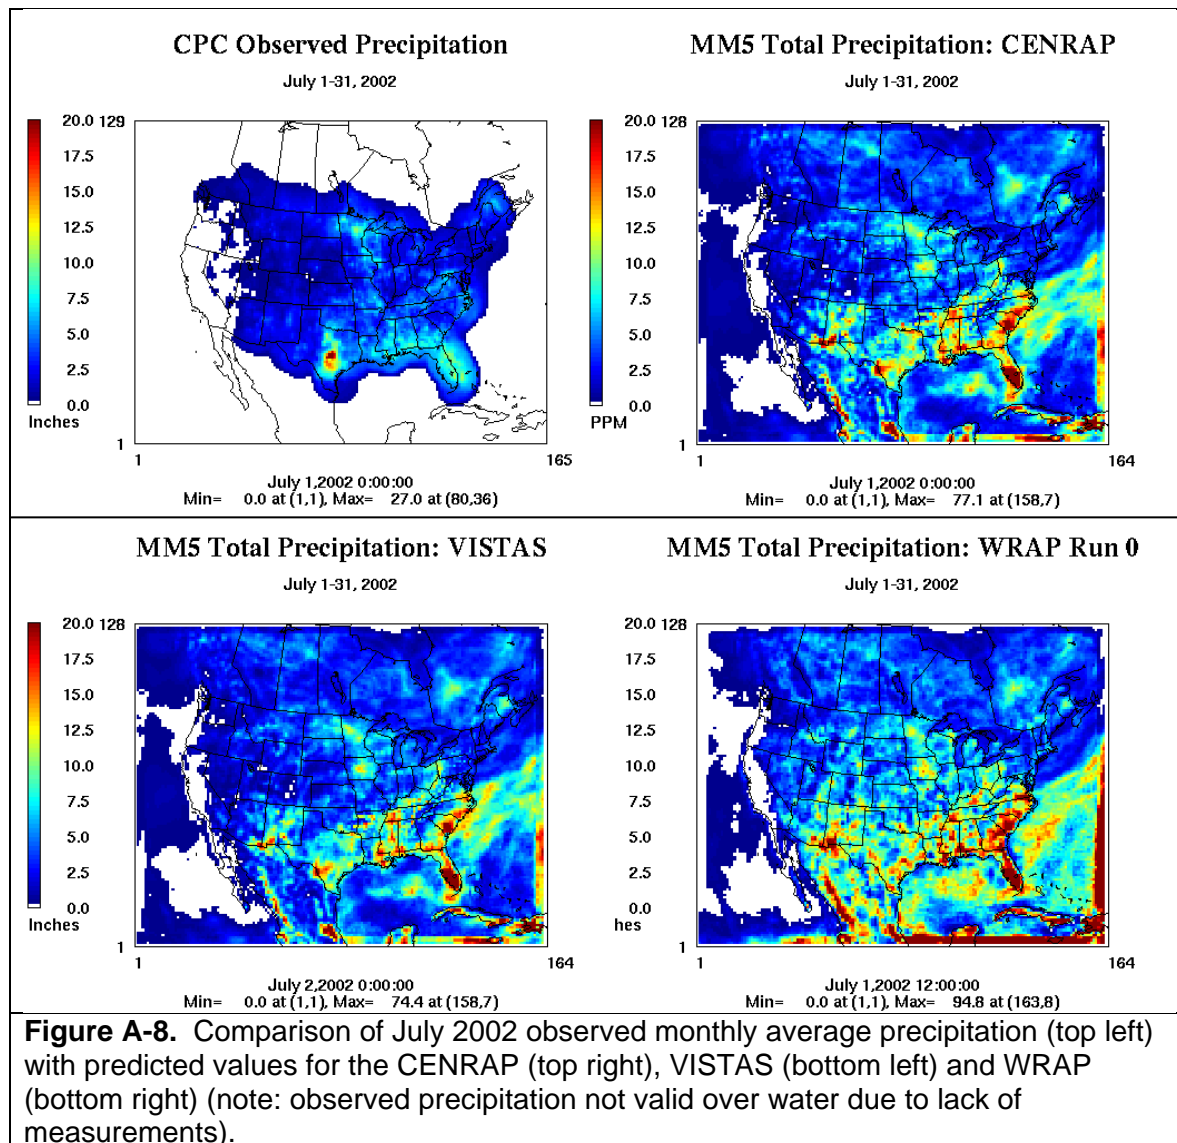 CPC Observed Precipitation
July 1-31, 2002
20.0
17.5
15.0
12.5
10.0
7.5
5.0
2.5
0.0
Inches
129
1
1
165
July 1,2002 0:00:00
Min= 0.0 at (1,1), Max= 27.0 at (80,36)
MM5 Total Precipitation: CENRAP
July 1-31, 2002
20.0
17.5
15.0
12.5
10.0
7.5
5.0
2.5
0.0
PPM
128
1
1
164
July 1,2002 0:00:00
Min= 0.0 at (1,1), Max= 77.1 at (158,7)
MM5 Total Precipitation: VISTAS
July 1-31, 2002
20.0
17.5
15.0
12.5
10.0
7.5
5.0
2.5
0.0
Inches
128
1
1
164
July 2,2002 0:00:00
Min= 0.0 at (1,1), Max= 74.4 at (158,7)
MM5 Total Precipitation: WRAP Run 0
July 1-31, 2002
20.0
17.5
15.0
12.5
10.0
7.5
5.0
2.5
0.0
hes
128
1
1
164
July 1,2002 12:00:00
Min= 0.0 at (1,1), Max= 94.8 at (163,8)
Figure A-8. Comparison of July 2002 observed monthly average precipitation (top left)
with predicted values for the CENRAP (top right), VISTAS (bottom left) and WRAP
(bottom right) (note: observed precipitation not valid over water due to lack of
measurements).